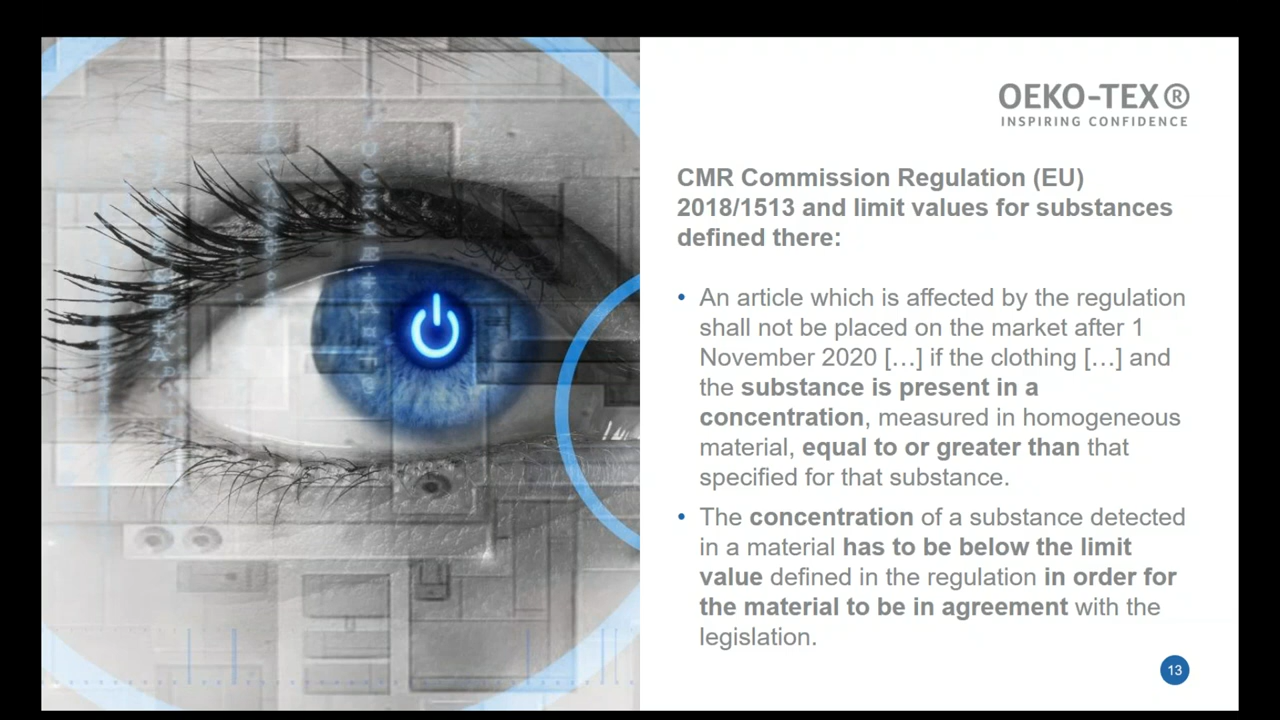 OEKO-TEX®
INSPIRING CONFIDENCE
CMR Commission Regulation (EU)
2018/1513 and limit values for substances
defined there:
• An article which is affected by the regulation
shall not be placed on the market after 1
November 2020 […] if the clothing […] and
the substance is present in a
concentration, measured in homogeneous
material, equal to or greater than that
specified for that substance.
• The concentration of a substance detected
in a material has to be below the limit
value defined in the regulation in order for
the material to be in agreement with the
legislation.
13